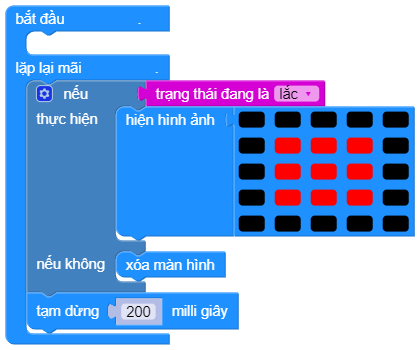 bắt đầu .
lặp lại mãi .
nếu trạng thái đang là lắc
thực hiện hiện hình ảnh
nếu không xóa màn hình
tạm dừng 200 milli giây